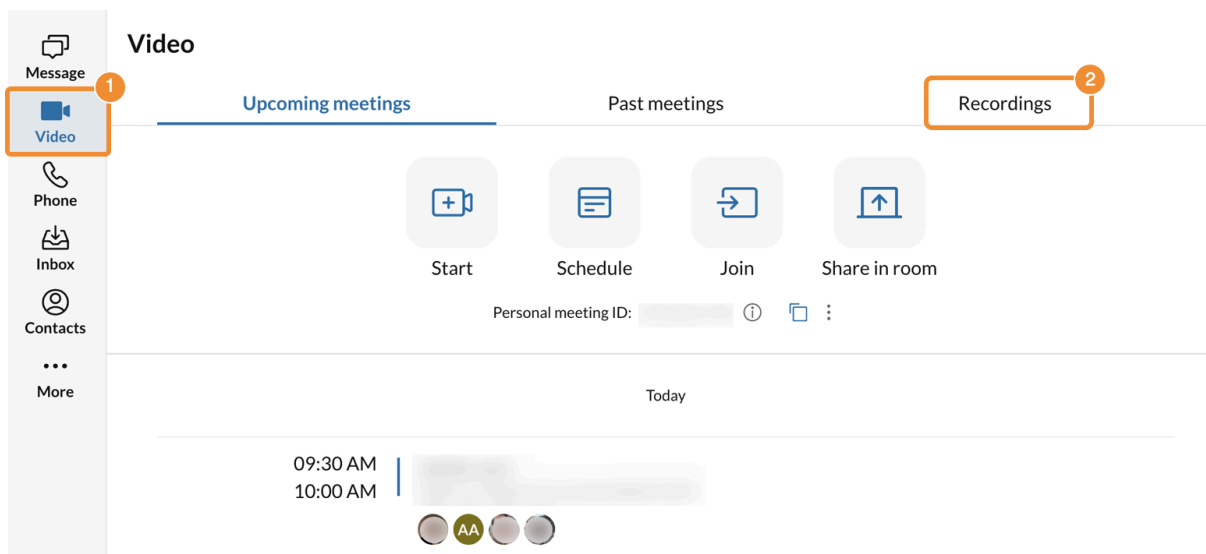 Video
Message
1
Video
Phone
Inbox
Contacts
More
Upcoming meetings
Past meetings
Recordings
2
Start
Schedule
Join
Share in room
Personal meeting ID:
Today
09:30 AM
10:00 AM
AA